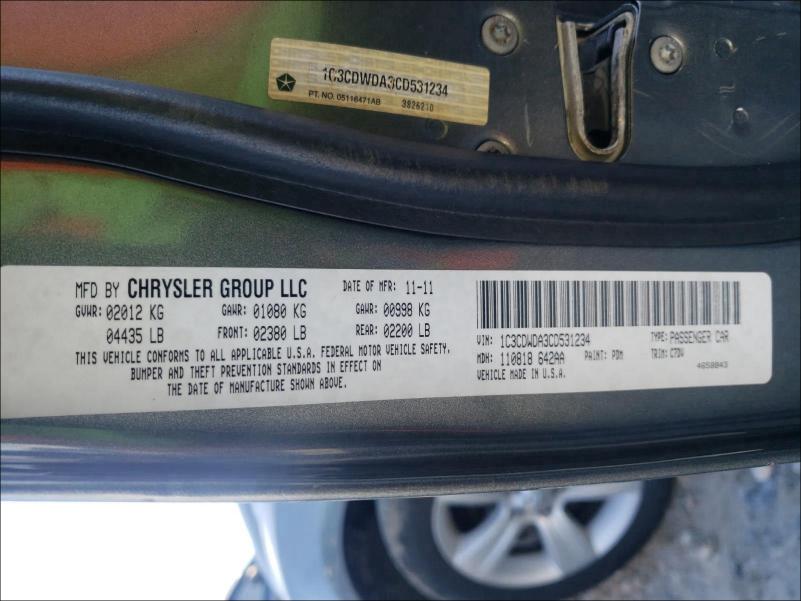 1C3CDWDA3CD531234
PT. NO. 05116471AB 3826210
MFD BY CHRYSLER GROUP LLC DATE OF MFR: 11-11
GVWR: 02012 KG GAWR: 01080 KG GAWR: 00998 KG
04435 LB FRONT: 02380 LB REAR: 02200 LB
THIS VEHICLE CONFORMS TO ALL APPLICABLE U.S.A. FEDERAL MOTOR VEHICLE SAFETY,
BUMPER AND THEFT PREVENTION STANDARDS IN EFFECT ON
THE DATE OF MANUFACTURE SHOWN ABOVE.
VIN: 1C3CDWDA3CD531234 TYPE: PASSENGER CAR
MDH: 110818 642AA PAINT: PDM TRIM: C7DV
VEHICLE MADE IN U.S.A. 4658843